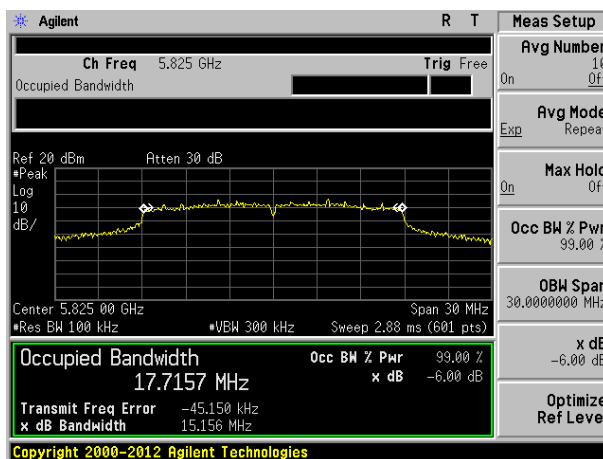 Agilent R T Meas Setup
Ch Freq 5.825 GHz Trig Free
Occupied Bandwidth
Ref 20 dBm Atten 30 dB
#Peak
Log
10
dB/
Center 5.825 00 GHz Span 30 MHz
#Res BW 100 kHz #VBW 300 kHz Sweep 2.88 ms (601 pts)
Occupied Bandwidth Occ BW % Pwr 99.00 %
17.7157 MHz x dB -6.00 dB
Transmit Freq Error -45.150 kHz
x dB Bandwidth 15.156 MHz
Copyright 2000-2012 Agilent Technologies
Avg Number
10
On Off
Avg Mode
Exp Repeat
Max Hold
On Off
Occ BW % Pwr
99.00 %
OBW Span
30.0000000 MHz
x dB
-6.00 dB
Optimize
Ref Level